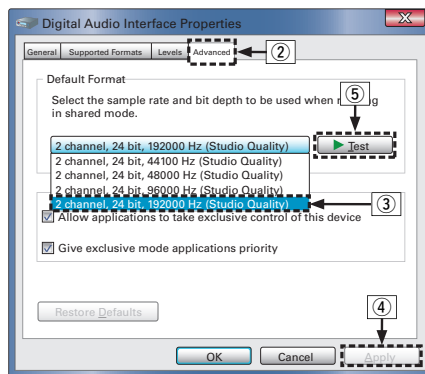 Digital Audio Interface Properties
General Supported Formats Levels Advanced
②
Default Format
Select the sample rate and bit depth to be used when
in shared mode.
⑤
2 channel, 24 bit, 192000 Hz (Studio Quality)
Test
2 channel, 24 bit, 44100 Hz (Studio Quality)
2 channel, 24 bit, 48000 Hz (Studio Quality)
2 channel, 24 bit, 96000 Hz (Studio Quality)
2 channel, 24 bit, 192000 Hz (Studio Quality)
③
Allow applications to take exclusive control of this device
Give exclusive mode applications priority
Restore Defaults
④
OK Cancel Apply